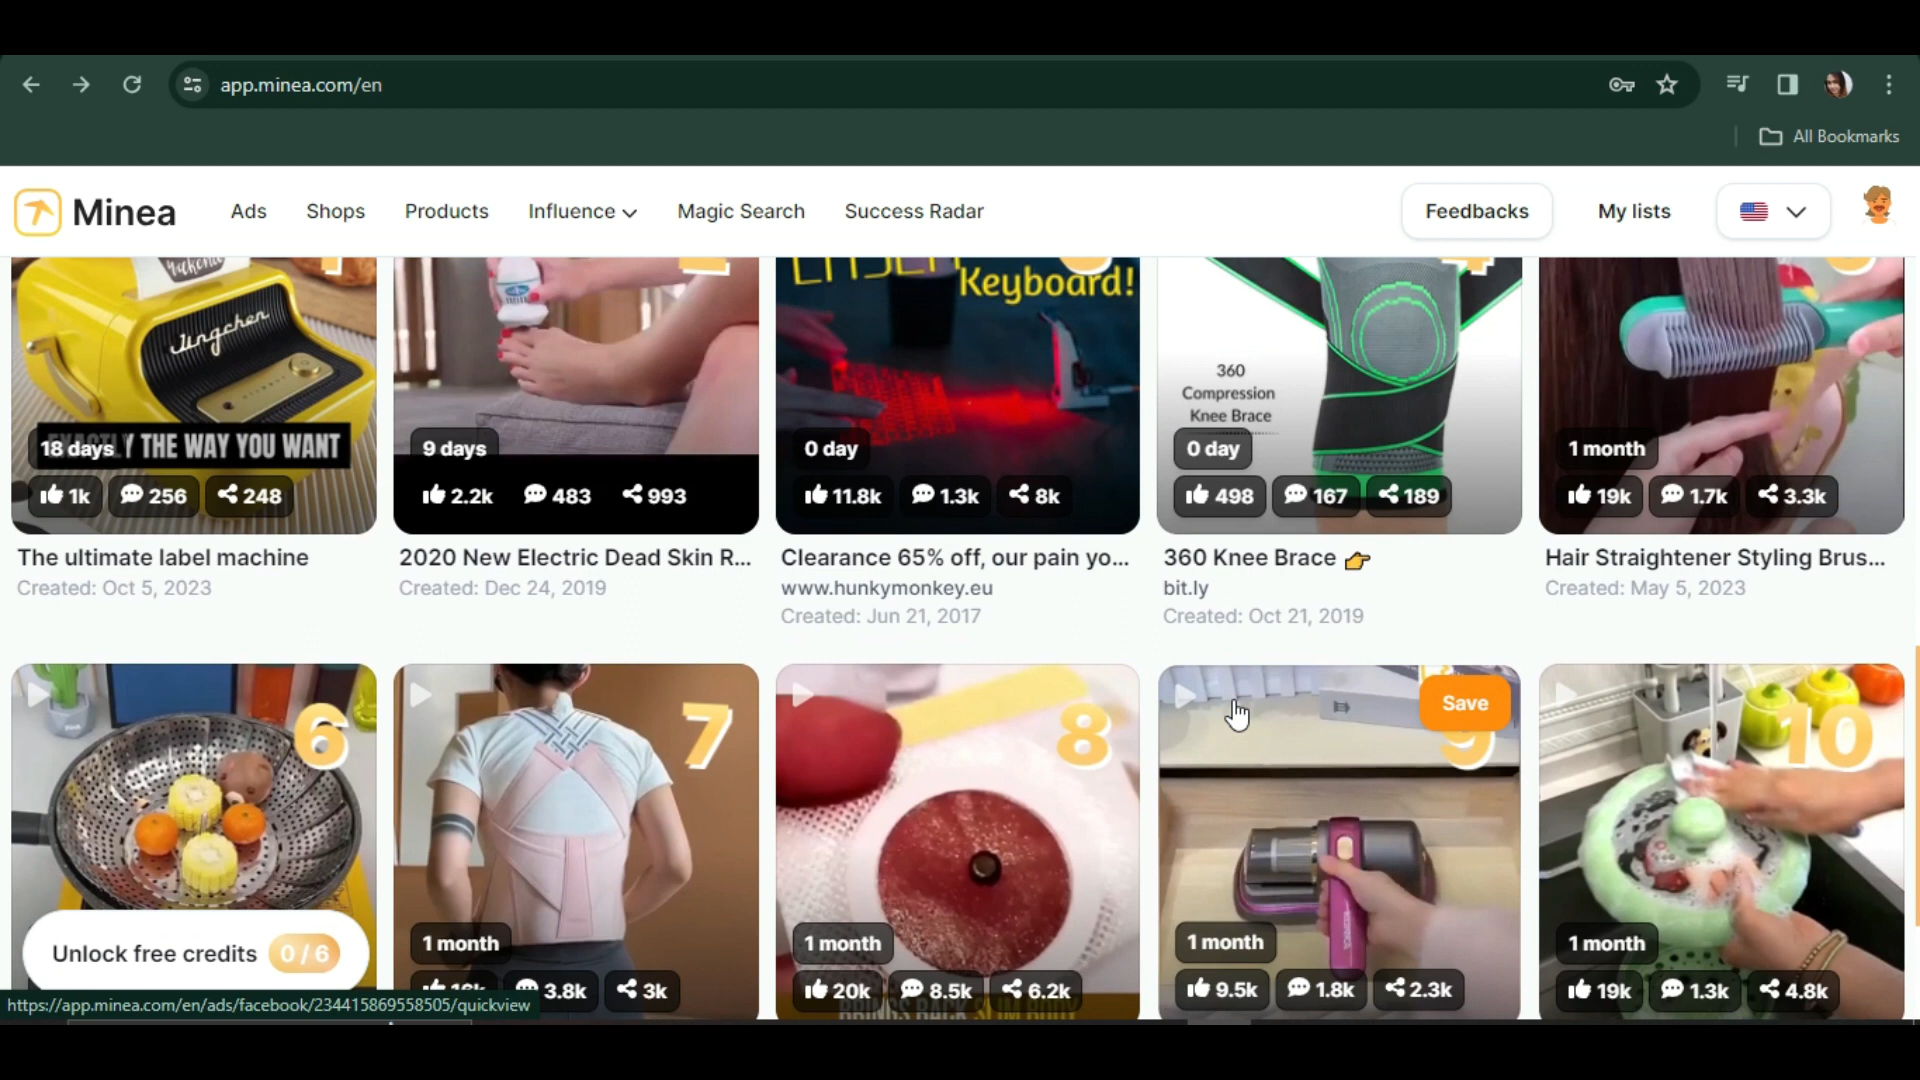 app.minea.com/en
All Bookmarks
Minea
Ads
Shops
Products
Influence
Magic Search
Success Radar
Feedbacks
My lists
Weekend
Jingchen
Y THE WAY YOU WANT
18 days
1k
256
248
The ultimate label machine
Created: Oct 5, 2023
9 days
2.2k
483
993
2020 New Electric Dead Skin R...
Created: Dec 24, 2019
Keyboard!
0 day
11.8k
1.3k
8k
Clearance 65% off, our pain yo...
www.hunkymonkey.eu
Created: Jun 21, 2017
360
Compression
Knee Brace
0 day
498
167
189
360 Knee Brace 👉
bit.ly
Created: Oct 21, 2019
1 month
19k
1.7k
3.3k
Hair Straightener Styling Brus...
Created: May 5, 2023
6
Unlock free credits
0 / 6
7
1 month
3.8k
3k
8
1 month
20k
8.5k
6.2k
Save
9
1 month
9.5k
1.8k
2.3k
10
1 month
19k
1.3k
4.8k
https://app.minea.com/en/ads/facebook/234415869558505/quickview